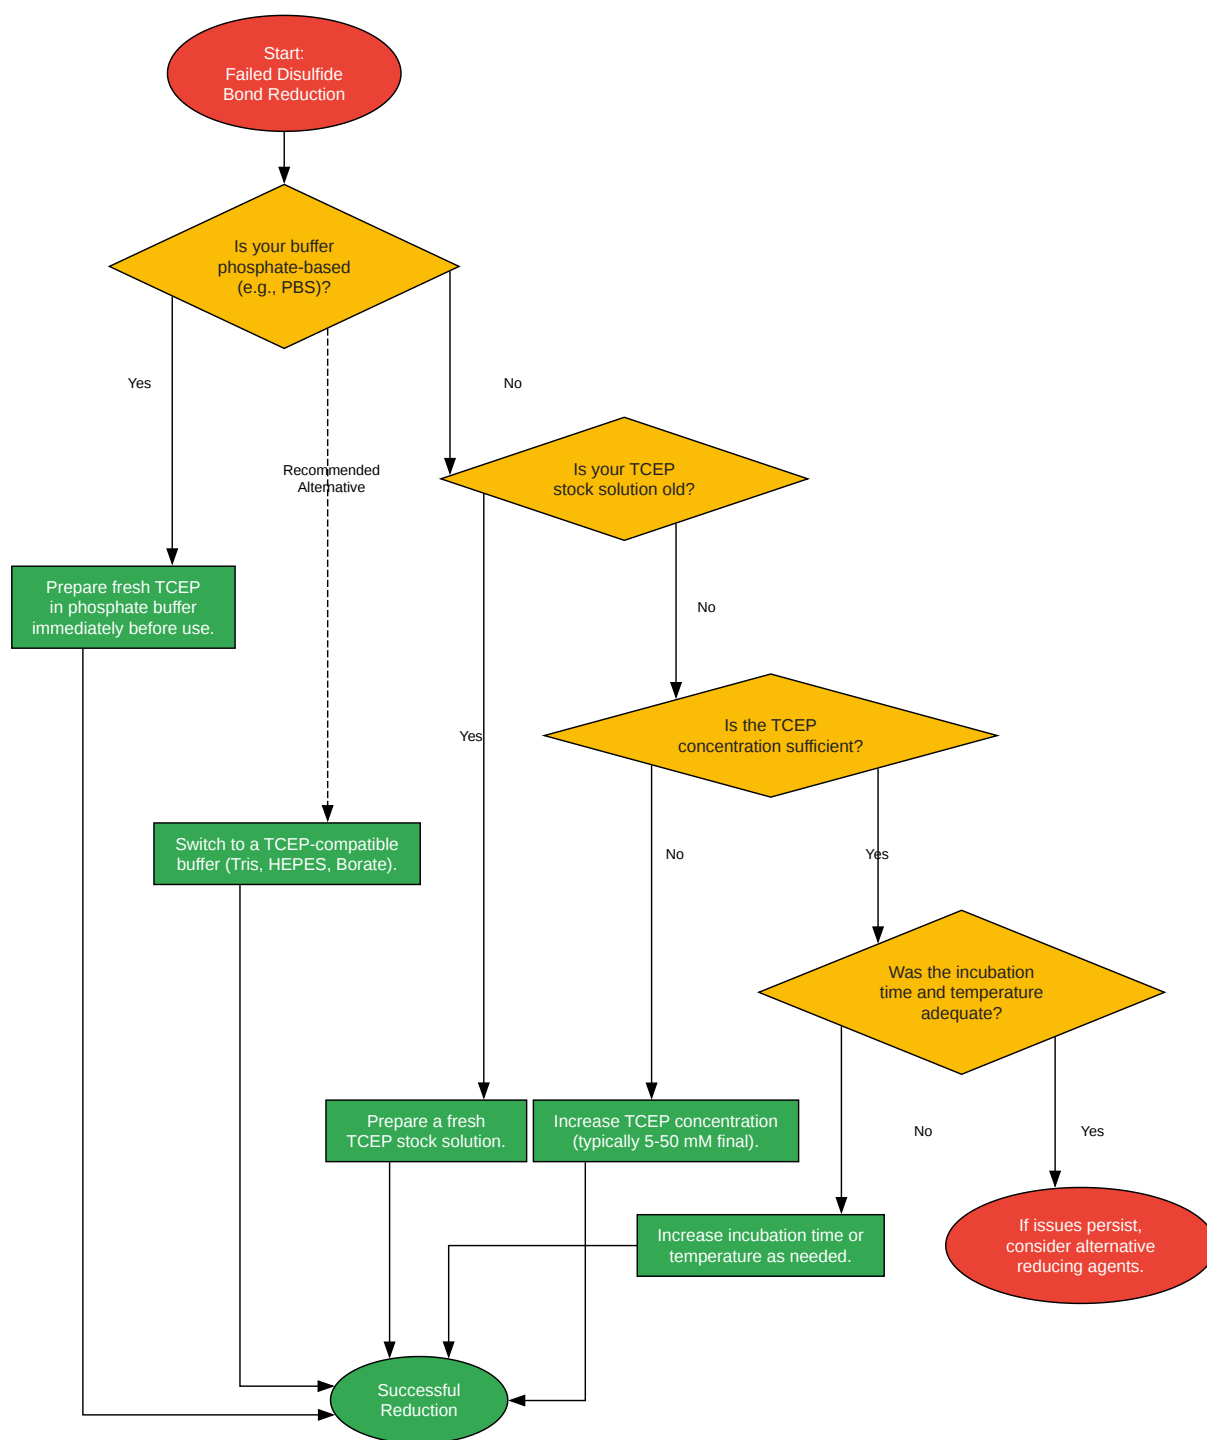 Start:
Failed Disulfide
Bond Reduction
Is your buffer
phosphate-based
(e.g., PBS)?
Yes
No
Recommended
Alternative
Is your TCEP
stock solution old?
Prepare fresh TCEP
in phosphate buffer
immediately before use.
No
Is the TCEP
concentration sufficient?
Yes
Switch to a TCEP-compatible
buffer (Tris, HEPES, Borate).
No
Yes
Was the incubation
time and temperature
adequate?
Prepare a fresh
TCEP stock solution.
Increase TCEP concentration
(typically 5-50 mM final).
No
Yes
Increase incubation time or
temperature as needed.
If issues persist,
consider alternative
reducing agents.
Successful
Reduction